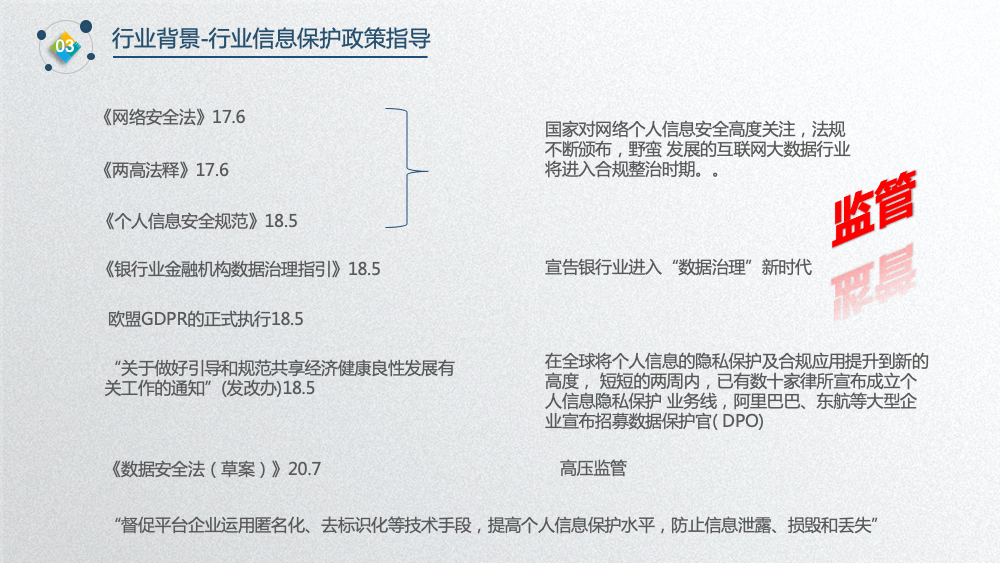 03
行业背景-行业信息保护政策指导
《网络安全法》17.6
《两高法释》17.6
《个人信息安全规范》18.5
国家对网络个人信息安全高度关注，法规
不断颁布，野蛮 发展的互联网大数据行业
将进入合规整治时期。。
监管
《银行业金融机构数据治理指引》18.5
宣告银行业进入“数据治理”新时代
欧盟GDPR的正式执行18.5
“关于做好引导和规范共享经济健康良性发展有
关工作的通知”(发改办)18.5
在全球将个人信息的隐私保护及合规应用提升到新的
高度， 短短的两周内，已有数十家律所宣布成立个
人信息隐私保护 业务线，阿里巴巴、东航等大型企
业宣布招募数据保护官( DPO)
《数据安全法（草案）》20.7
高压监管
“督促平台企业运用匿名化、去标识化等技术手段，提高个人信息保护水平，防止信息泄露、损毁和丢失”